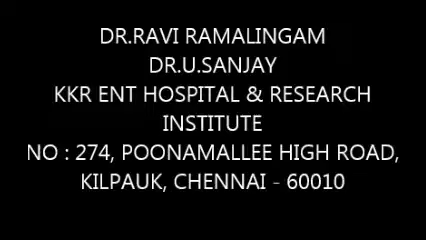 DR.RAVI RAMALINGAM
DR.U.SANJAY
KKR ENT HOSPITAL & RESEARCH
INSTITUTE
NO : 274, POONAMALLEE HIGH ROAD,
KILPAUK, CHENNAI - 60010